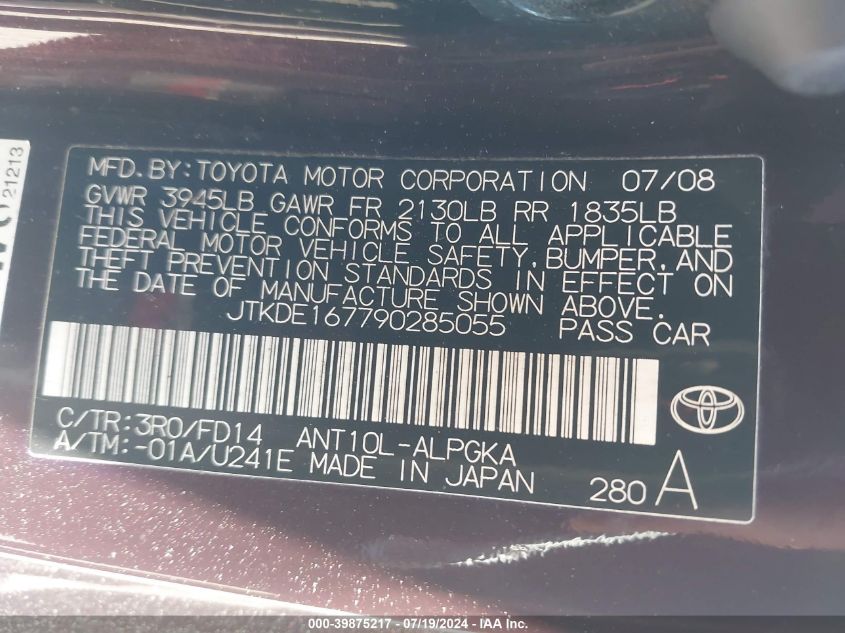 21213
MFD.BY:TOYOTA MOTOR CORPORATION 07/08
GVWR 3945LB GAWR FR 2130LB RR 1835LB
THIS VEHICLE CONFORMS TO ALL APPLICABLE
FEDERAL MOTOR VEHICLE SAFETY,BUMPER,AND
THEFT PREVENTION STANDARDS IN EFFECT ON
THE DATE OF MANUFACTURE SHOWN ABOVE.
JTKDE167790285055 PASS CAR
C/TR:3R0/FD14 ANT10L-ALPGKA
A/TM:-01A/U241E MADE IN JAPAN 280 A
000-39875217 - 07/19/2024 - IAA Inc.